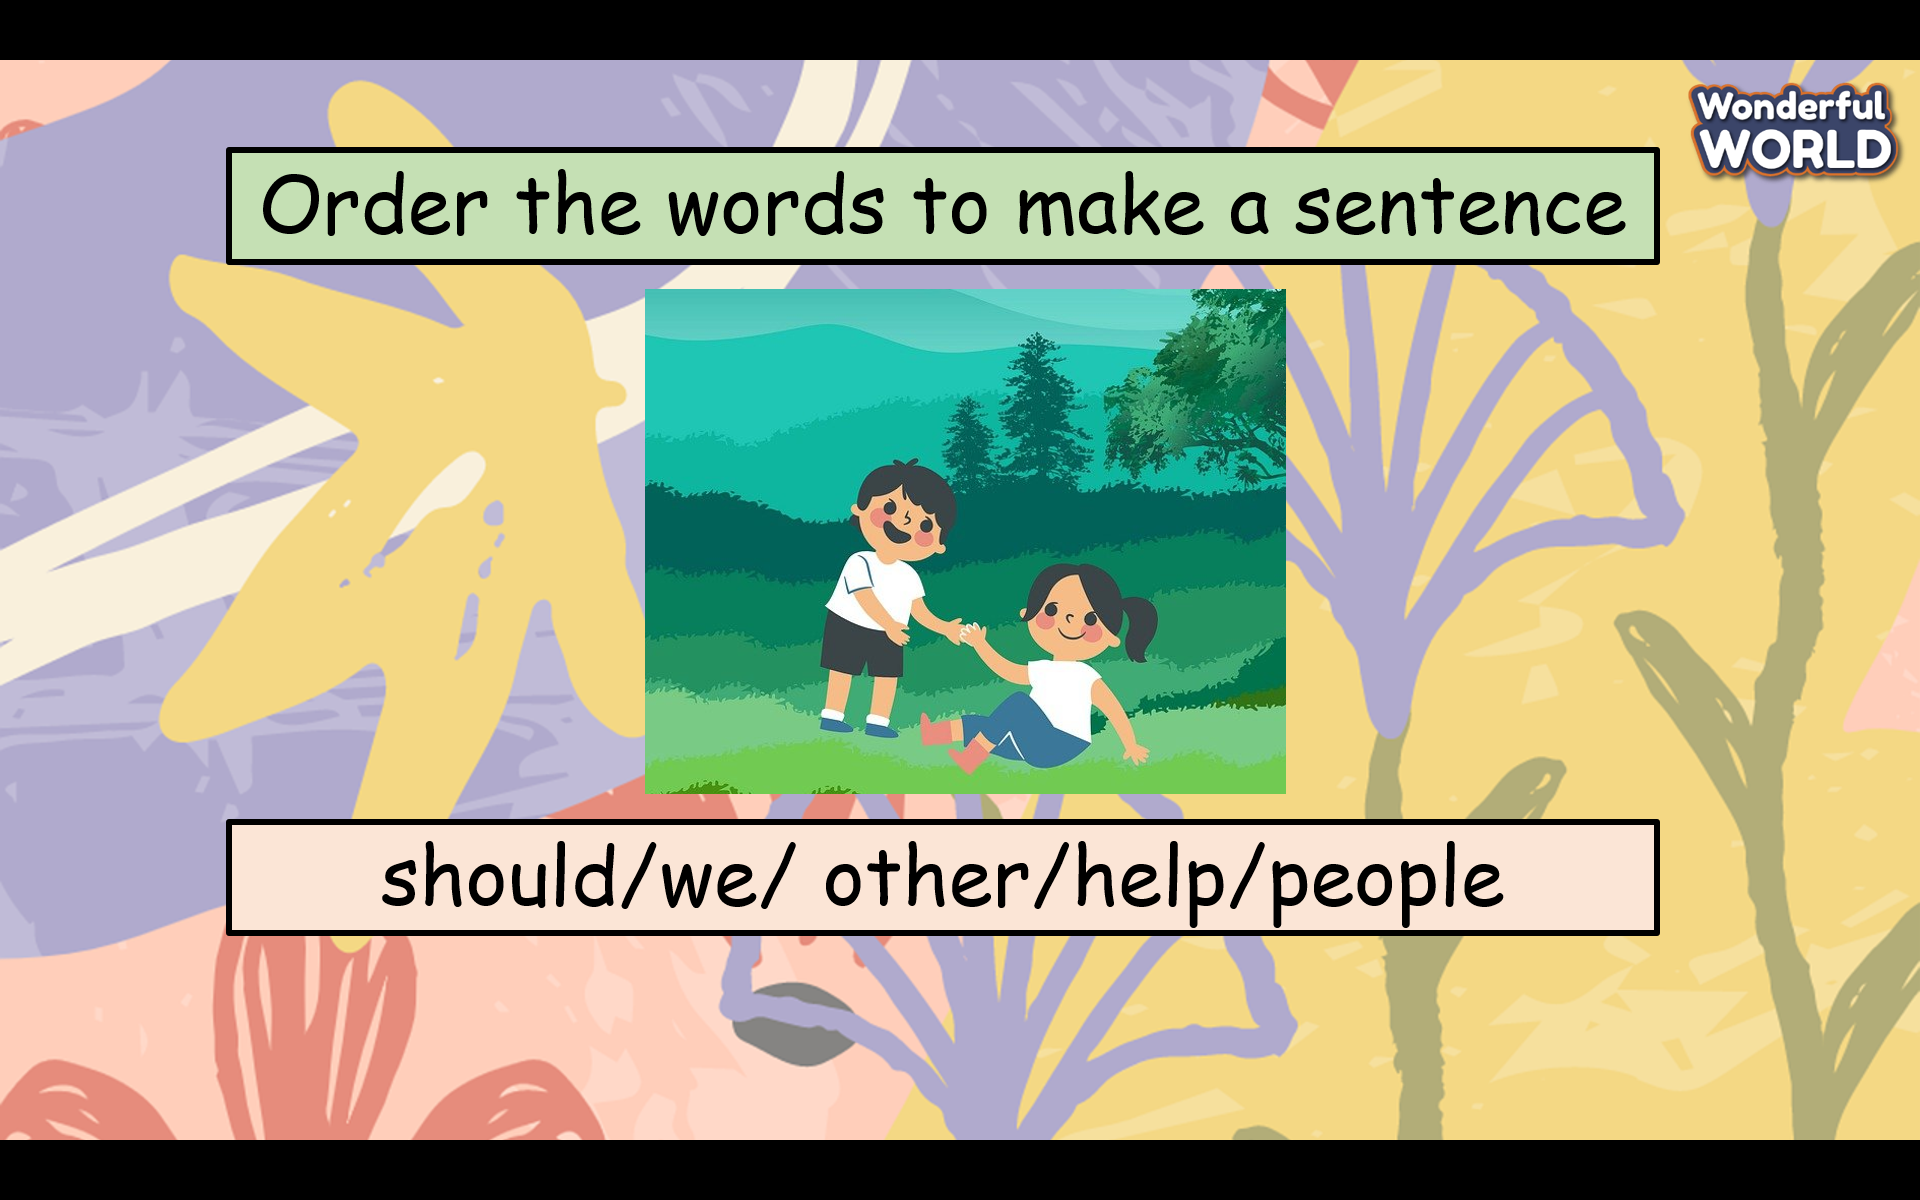 Wonderful
WORLD
Order the words to make a sentence
should/we/ other/help/people